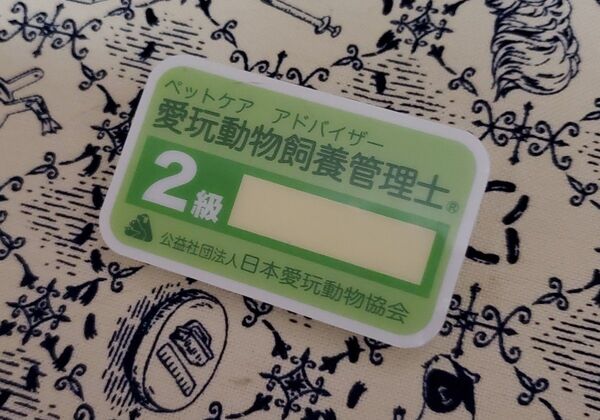 ペットケア アドバイザー
愛玩動物飼養管理士®
2級
公益社団法人日本愛玩動物協会